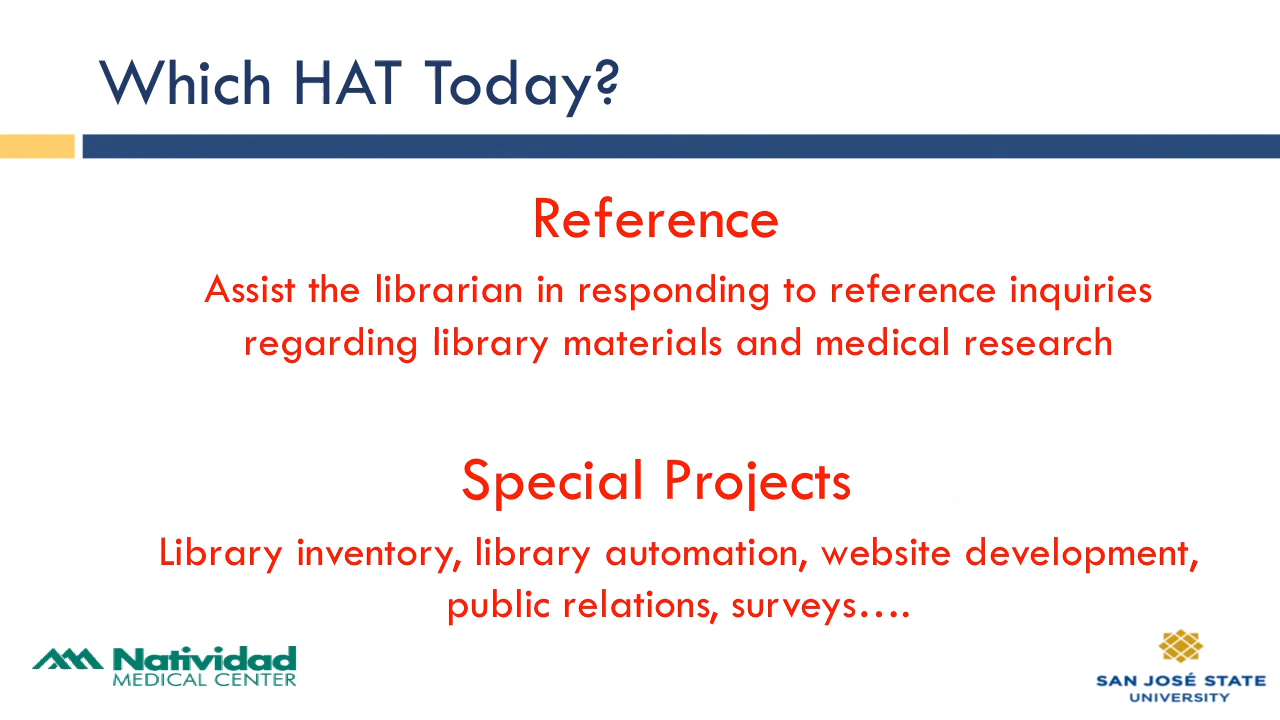 Which HAT Today?
Reference
Assist the librarian in responding to reference inquiries
regarding library materials and medical research
Special Projects
Library inventory, library automation, website development,
public relations, surveys….
Natividad
MEDICAL CENTER
SAN JOSÉ STATE
UNIVERSITY